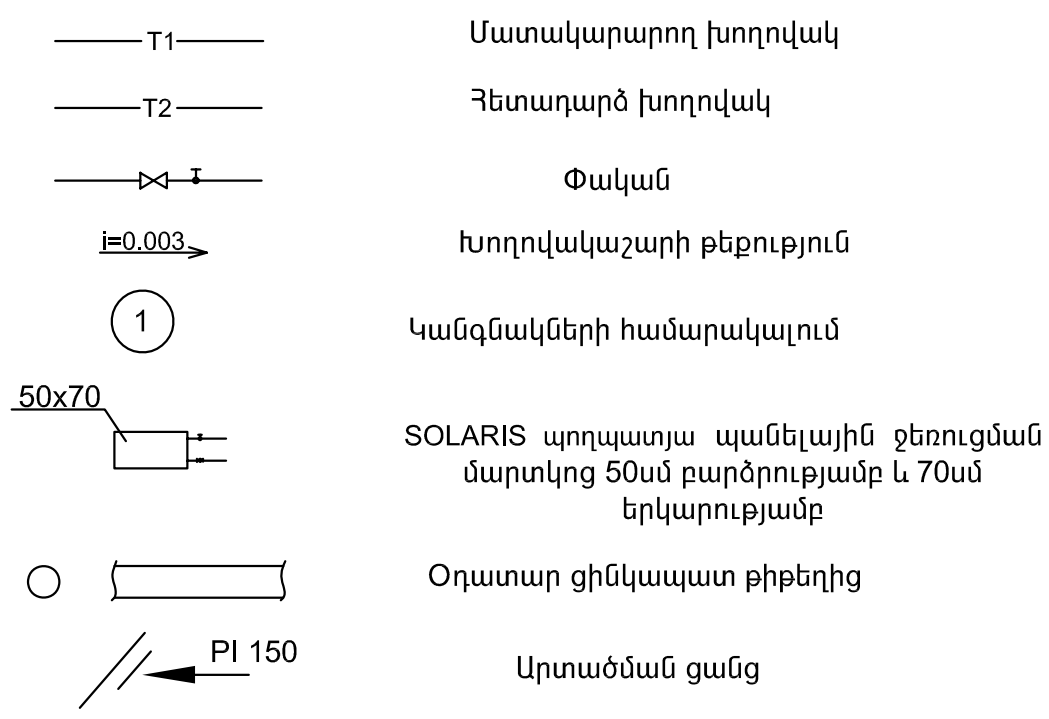 T1 Մատակարարող խողովակ
T2 Հետադարձ խողովակ
Փական
i=0.003 Խողովակաշարի թեքություն
1 Կանգնակների համարակալում
50x70
SOLARIS պողպատյա պանելային ջեռուցման
մարտկոց 50սմ բարձրությամբ և 70սմ
երկարությամբ
Օդատար ցինկապատ թիթեղից
PI 150
Արտածման ցանց